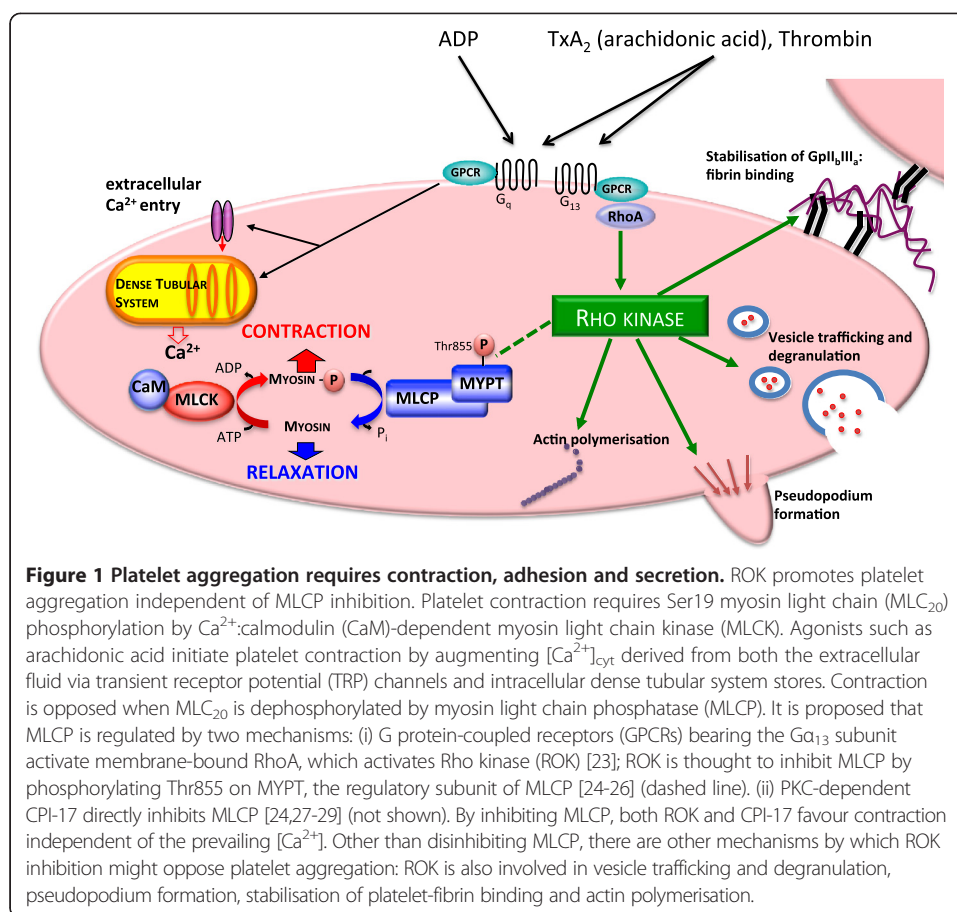 ADP
TxA₂ (arachidonic acid), Thrombin
Stabilisation of GpII_bIII_a:
fibrin binding
extracellular
Ca²⁺ entry
GPCR
G_q
G₁₃
GPCR
RhoA
DENSE TUBULAR
SYSTEM
Ca²⁺
CONTRACTION
RHO KINASE
Vesicle trafficking and
degranulation
Thr855
P
CaM
MLCK
ADP
ATP
MYOSIN - P
MYOSIN
RELAXATION
MLCP
MYPT
P_i
Actin polymerisation
Pseudopodium
formation
Figure 1 Platelet aggregation requires contraction, adhesion and secretion. ROK promotes platelet
aggregation independent of MLCP inhibition. Platelet contraction requires Ser19 myosin light chain (MLC₂₀)
phosphorylation by Ca²⁺:calmodulin (CaM)-dependent myosin light chain kinase (MLCK). Agonists such as
arachidonic acid initiate platelet contraction by augmenting [Ca²⁺]cyt derived from both the extracellular
fluid via transient receptor potential (TRP) channels and intracellular dense tubular system stores. Contraction
is opposed when MLC₂₀ is dephosphorylated by myosin light chain phosphatase (MLCP). It is proposed that
MLCP is regulated by two mechanisms: (i) G protein-coupled receptors (GPCRs) bearing the Gα₁₃ subunit
activate membrane-bound RhoA, which activates Rho kinase (ROK) [23]; ROK is thought to inhibit MLCP by
phosphorylating Thr855 on MYPT, the regulatory subunit of MLCP [24-26] (dashed line). (ii) PKC-dependent
CPI-17 directly inhibits MLCP [24,27-29] (not shown). By inhibiting MLCP, both ROK and CPI-17 favour contraction
independent of the prevailing [Ca²⁺]. Other than disinhibiting MLCP, there are other mechanisms by which ROK
inhibition might oppose platelet aggregation: ROK is also involved in vesicle trafficking and degranulation,
pseudopodium formation, stabilisation of platelet-fibrin binding and actin polymerisation.